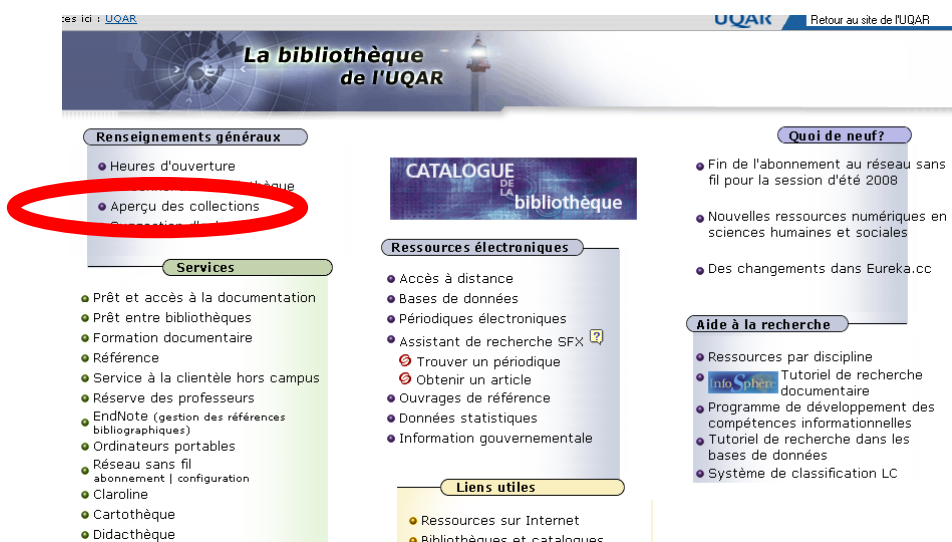 ces ici : UQAR
UQAR
Retour au site de l'UQAR
La bibliothèque
de l'UQAR
Renseignements généraux
Heures d'ouverture
Aperçu des collections
Services
Prêt et accès à la documentation
Prêt entre bibliothèques
Formation documentaire
Référence
Service à la clientèle hors campus
Réserve des professeurs
EndNote (gestion des références
bibliographiques)
Ordinateurs portables
Réseau sans fil
abonnement | configuration
Claroline
Cartothèque
Didacthèque
CATALOGUE
DE
LA
bibliothèque
Ressources électroniques
Accès à distance
Bases de données
Périodiques électroniques
Assistant de recherche SFX ?
Trouver un périodique
Obtenir un article
Ouvrages de référence
Données statistiques
Information gouvernementale
Liens utiles
Ressources sur Internet
Bibliothèques et catalogues
Quoi de neuf?
Fin de l'abonnement au réseau sans
fil pour la session d'été 2008
Nouvelles ressources numériques en
sciences humaines et sociales
Des changements dans Eureka.cc
Aide à la recherche
Ressources par discipline
InfoSphère Tutoriel de recherche
documentaire
Programme de développement des
compétences informationnelles
Tutoriel de recherche dans les
bases de données
Système de classification LC